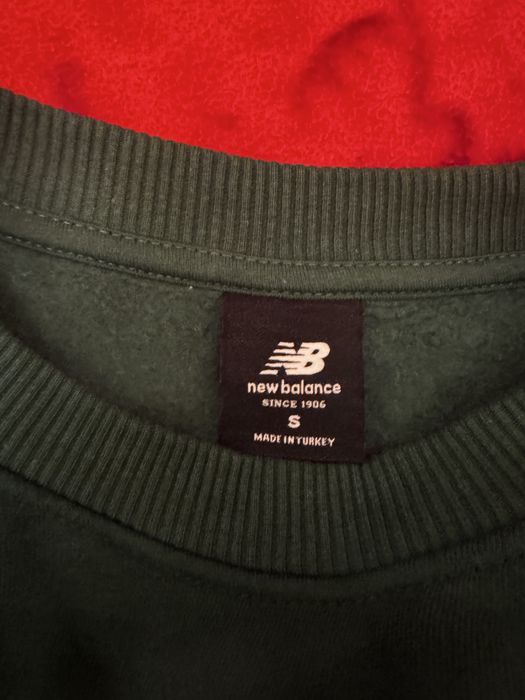 NB
new balance
SINCE 1906
S
MADE IN TURKEY